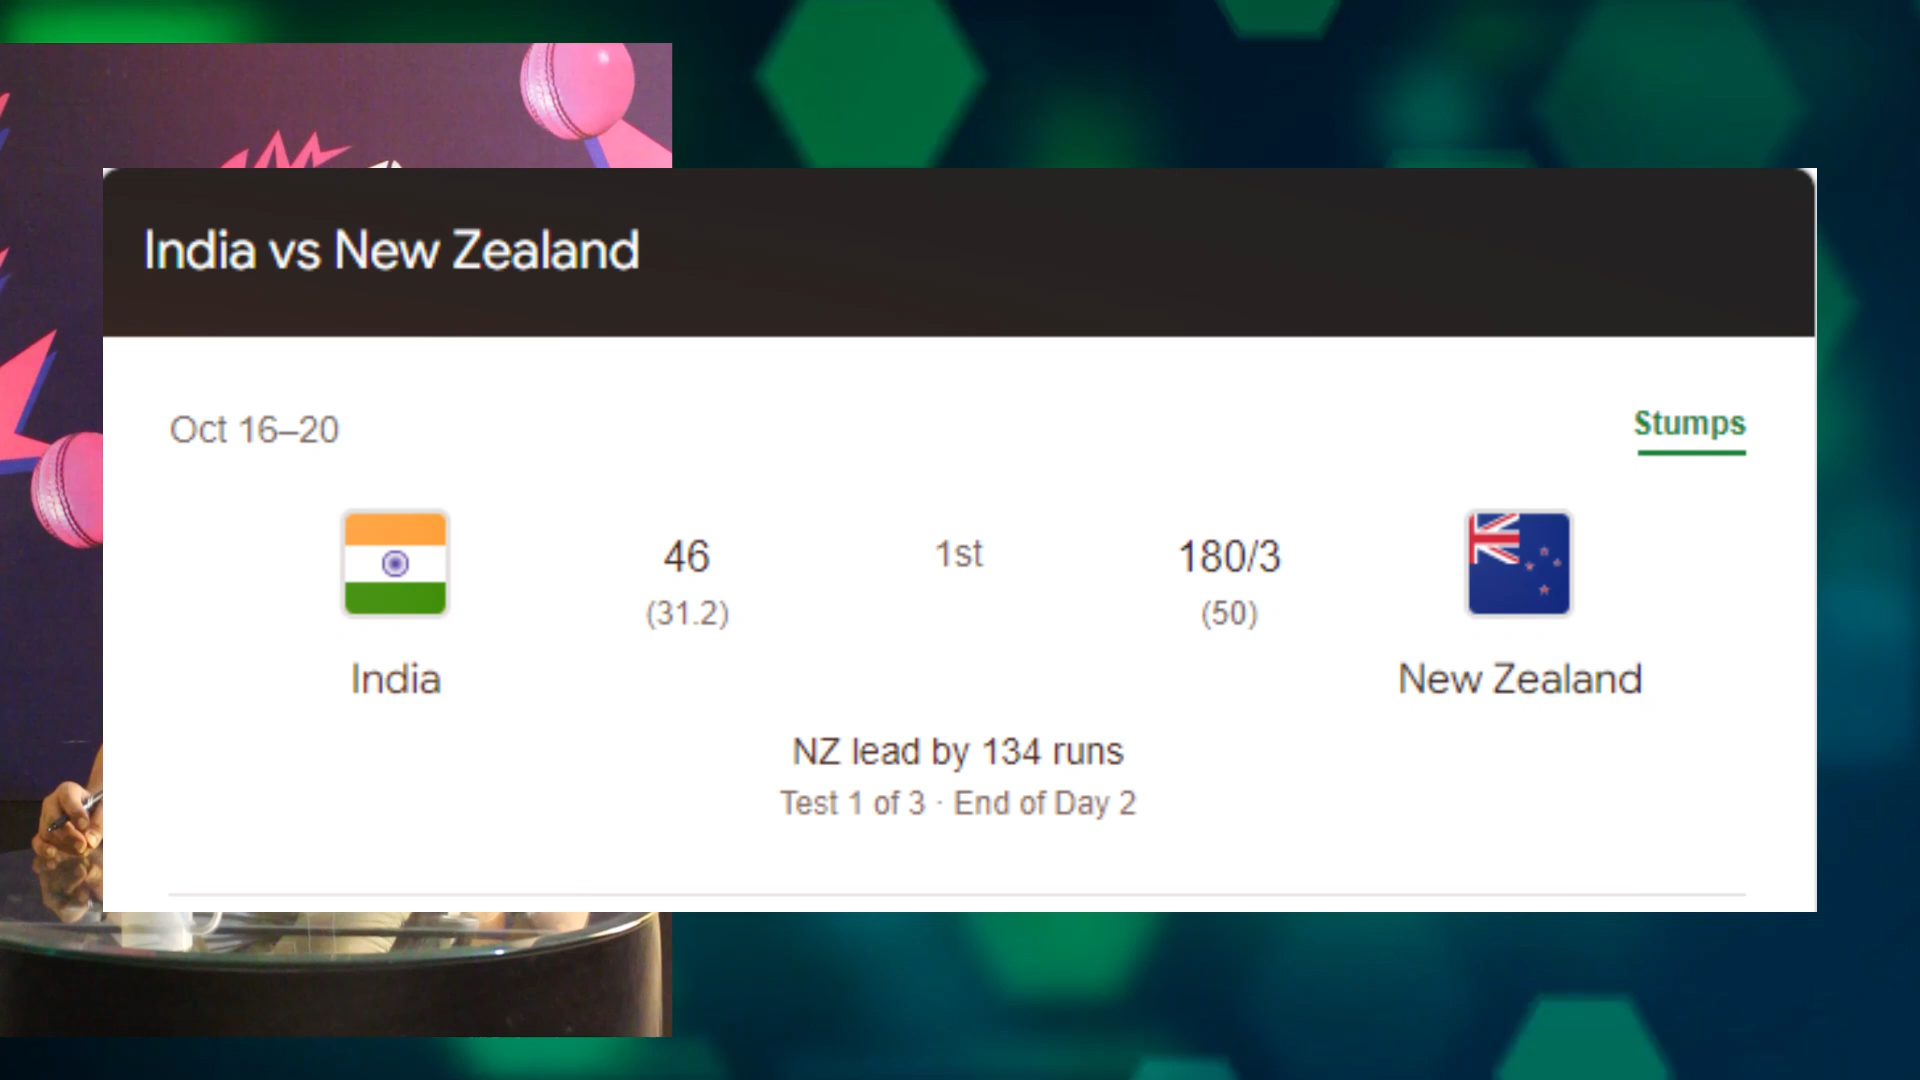 India vs New Zealand
Oct 16–20
Stumps
46
1st
180/3
(31.2)
(50)
India
New Zealand
NZ lead by 134 runs
Test 1 of 3 · End of Day 2